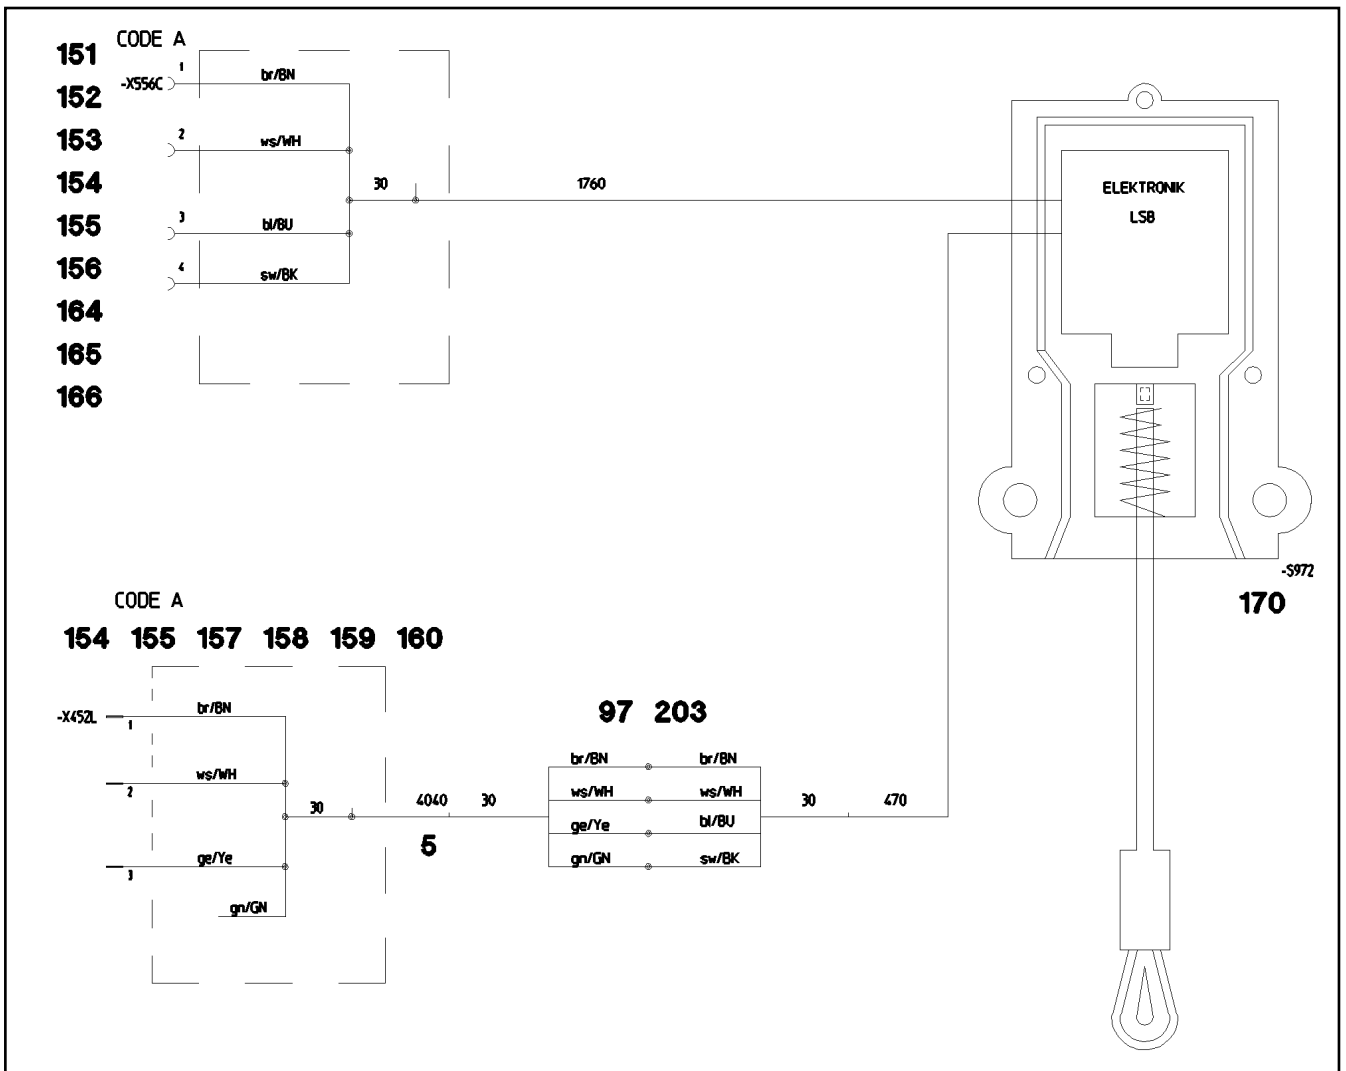 CODE A
151
152
153
154
155
156
164
165
166
-X556C
1 br/BN
2 ws/WH
3 bl/BU
4 sw/BK
30
1760
ELEKTRONIK
LSB
-S972
170
CODE A
154 155 157 158 159 160
-X452L
1 br/BN
2 ws/WH
3 ge/Ye
gn/GN
30
4040 30
5
97 203
br/BN br/BN
ws/WH ws/WH
ge/Ye bl/BU
gn/GN sw/BK
30 470